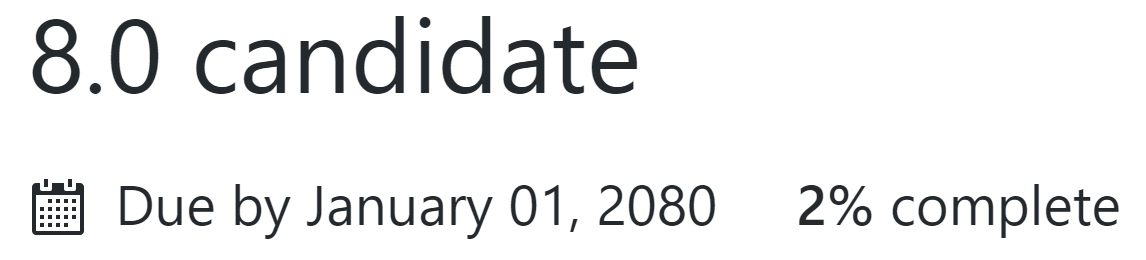 8.0 candidate
Due by January 01, 2080 2% complete